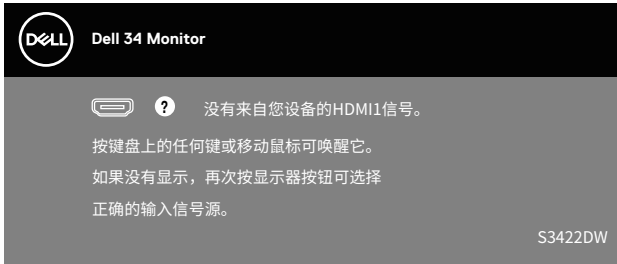 DELL
Dell 34 Monitor
? 没有来自您设备的HDMI1信号。
按键盘上的任何键或移动鼠标可唤醒它。
如果没有显示，再次按显示器按钮可选择
正确的输入信号源。
S3422DW